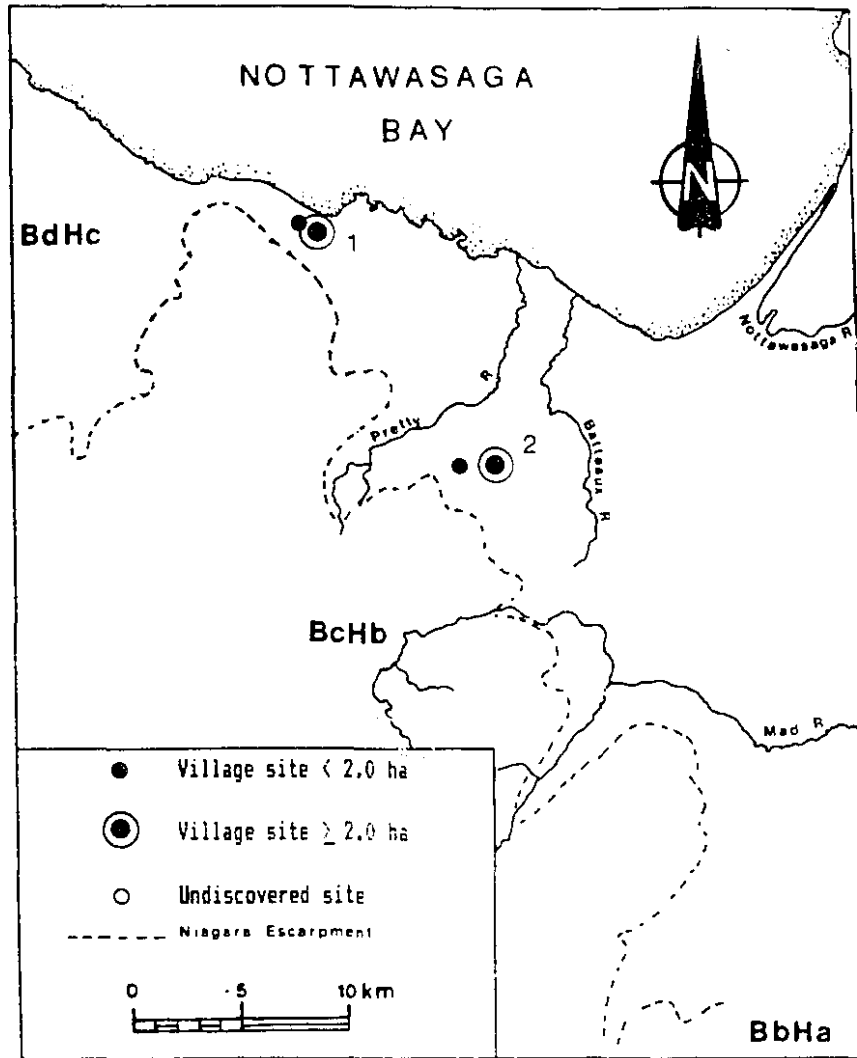 NOTTAWASAGA
BAY
N
BdHc
1
Nottawasaga R
Pretty R
2
Batteaux R
BcHb
Mad R
Village site < 2.0 ha
Village site ≥ 2.0 ha
Undiscovered site
Niagara Escarpment
0 5 10 km
BbHa